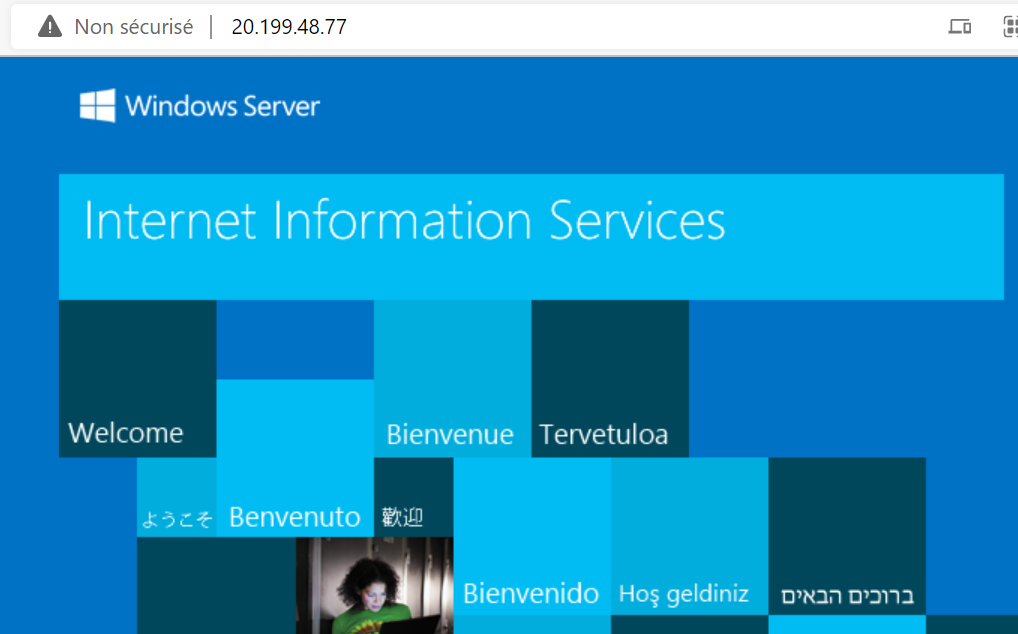 Non sécurisé | 20.199.48.77
Windows Server
Internet Information Services
Welcome
Bienvenue
Tervetuloa
ようこそ
Benvenuto
歡迎
Bienvenido
Hoş geldiniz
ברוכים הבאים